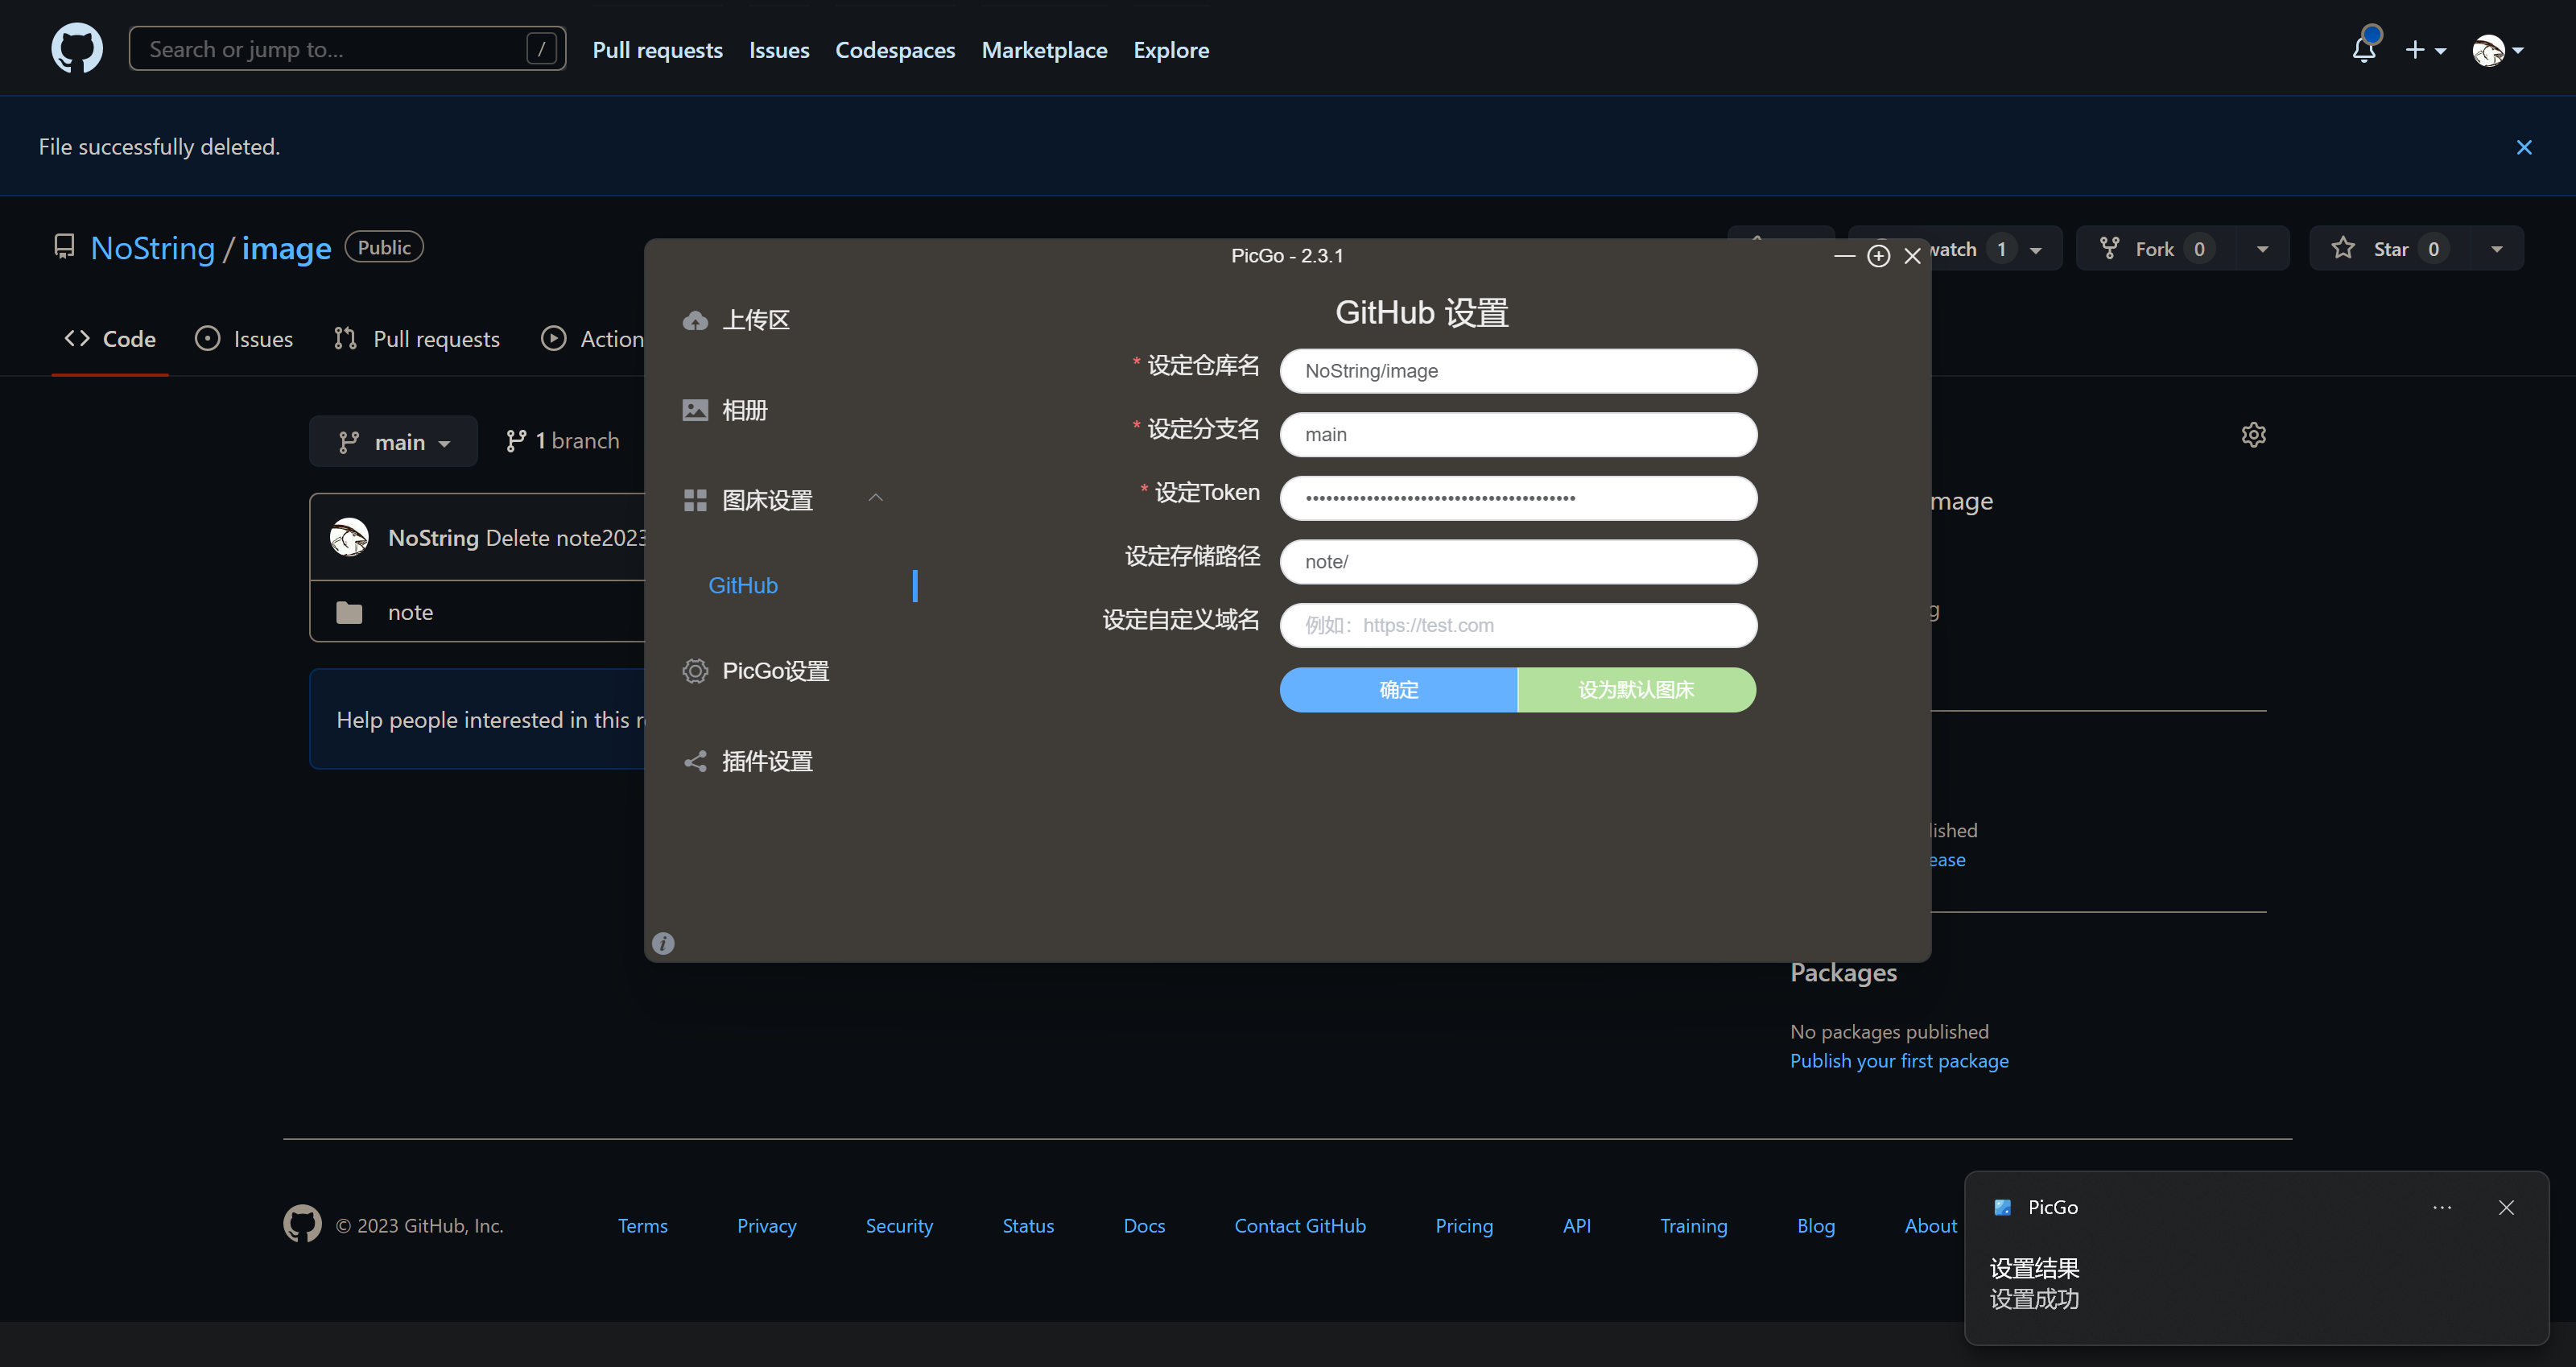 Search or jump to... /
Pull requests Issues Codespaces Marketplace Explore
File successfully deleted.
NoString / image Public
watch 1 Fork 0 Star 0
Code Issues Pull requests Action
main 1 branch
NoString Delete note2023
note
Help people interested in this
PicGo - 2.3.1
上传区
相册
图床设置
GitHub
PicGo设置
插件设置
GitHub 设置
* 设定仓库名 NoString/image
* 设定分支名 main
* 设定Token ••••••••••••••••••••••••••••••••••••••••
设定存储路径 note/
设定自定义域名 例如：https://test.com
确定 设为默认图床
mage
g
lished
ease
Packages
No packages published
Publish your first package
© 2023 GitHub, Inc. Terms Privacy Security Status Docs Contact GitHub Pricing API Training Blog About
PicGo
设置结果
设置成功